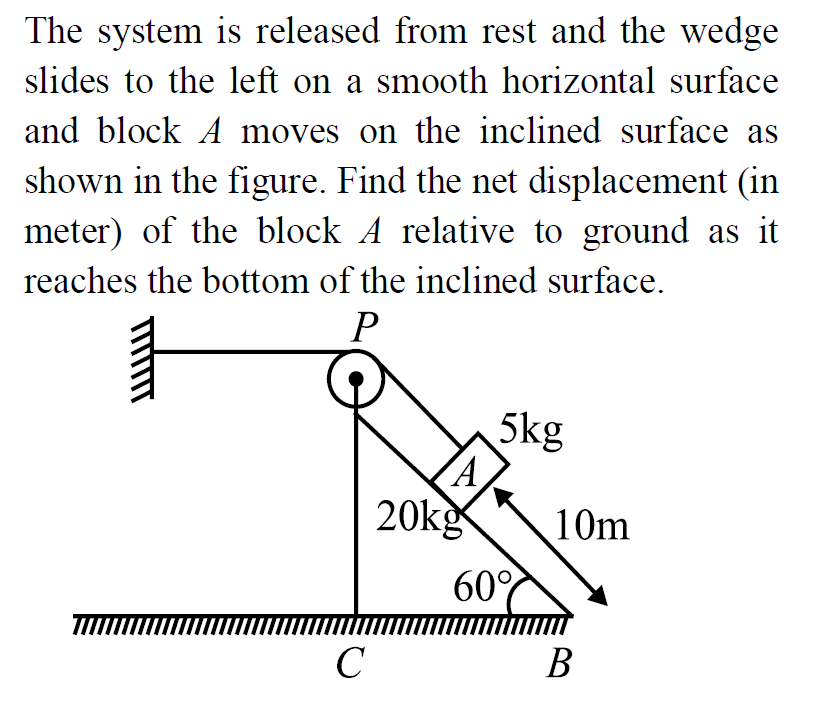 The system is released from rest and the wedge
slides to the left on a smooth horizontal surface
and block A moves on the inclined surface as
shown in the figure. Find the net displacement (in
meter) of the block A relative to ground as it
reaches the bottom of the inclined surface.
P
5kg
A
20kg
10m
60°
C
B